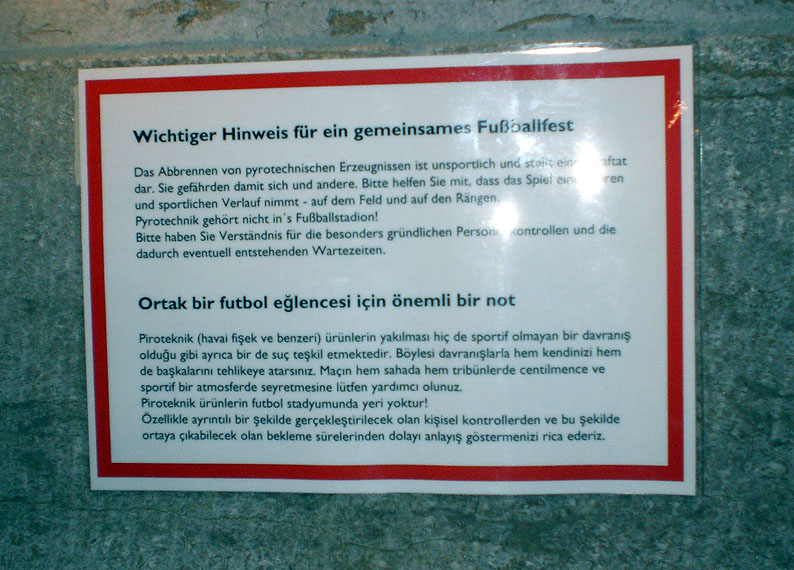 Wichtiger Hinweis für ein gemeinsames Fußballfest
Das Abbrennen von pyrotechnischen Erzeugnissen ist unsportlich und stellt
dar. Sie gefährden damit sich und andere. Bitte helfen Sie mit, dass das Spiel
und sportlichen Verlauf nimmt - auf dem Feld und auf den Rängen.
Pyrotechnik gehört nicht in´s Fußballstadion!
Bitte haben Sie Verständnis für die besonders gründlichen Personenkontrollen und die
dadurch eventuell entstehenden Wartezeiten.
Ortak bir futbol eğlencesi için önemli bir not
Piroteknik (havai fişek ve benzeri) ürünlerin yakılması hiç de sportif olmayan bir davranış
olduğu gibi ayrıca bir de suç teşkil etmektedir. Böylesi davranışlarla hem kendinizi hem
de başkalarını tehlikeye atarsınız. Maçın hem sahada hem tribünlerde centilmence ve
sportif bir atmosferde seyretmesine lütfen yardımcı olunuz.
Piroteknik ürünlerin futbol stadyumunda yeri yoktur!
Özellikle ayrıntılı bir şekilde gerçekleştirilecek olan kişisel kontrollerden ve bu şekilde
ortaya çıkabilecek olan bekleme sürelerinden dolayı anlayış göstermenizi rica ederiz.